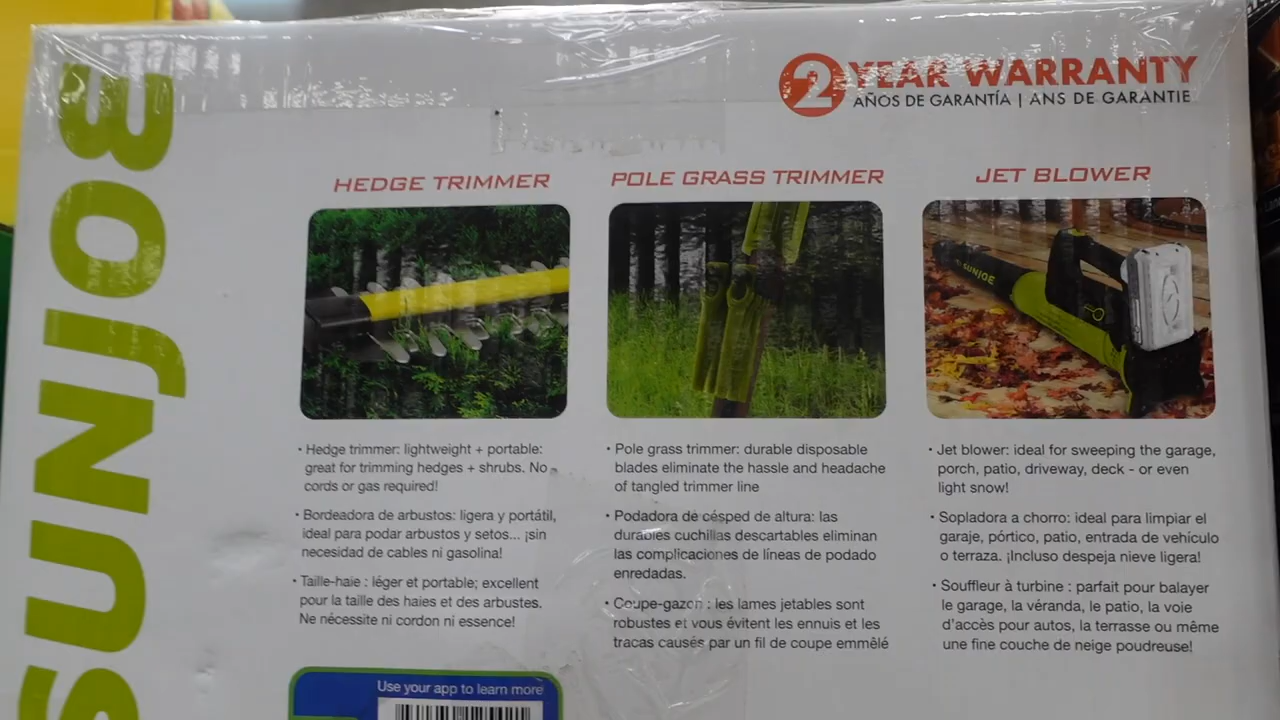 SUNJOE
2 YEAR WARRANTY
AÑOS DE GARANTÍA | ANS DE GARANTIE
HEDGE TRIMMER
• Hedge trimmer: lightweight + portable:
great for trimming hedges + shrubs. No
cords or gas required!
• Bordeadora de arbustos: ligera y portátil,
ideal para podar arbustos y setos... ¡sin
necesidad de cables ni gasolina!
• Taille-haie : léger et portable; excellent
pour la taille des haies et des arbustes.
Ne nécessite ni cordon ni essence!
POLE GRASS TRIMMER
• Pole grass trimmer: durable disposable
blades eliminate the hassle and headache
of tangled trimmer line
• Podadora de césped de altura: las
durables cuchillas descartables eliminan
las complicaciones de líneas de podado
enredadas.
• Coupe-gazon : les lames jetables sont
robustes et vous évitent les ennuis et les
tracas causés par un fil de coupe emmêlé
JET BLOWER
SUNJOE
• Jet blower: ideal for sweeping the garage,
porch, patio, driveway, deck - or even
light snow!
• Sopladora a chorro: ideal para limpiar el
garaje, pórtico, patio, entrada de vehículo
o terraza. ¡Incluso despeja nieve ligera!
• Souffleur à turbine : parfait pour balayer
le garage, la véranda, le patio, la voie
d'accès pour autos, la terrasse ou même
une fine couche de neige poudreuse!
Use your app to learn more